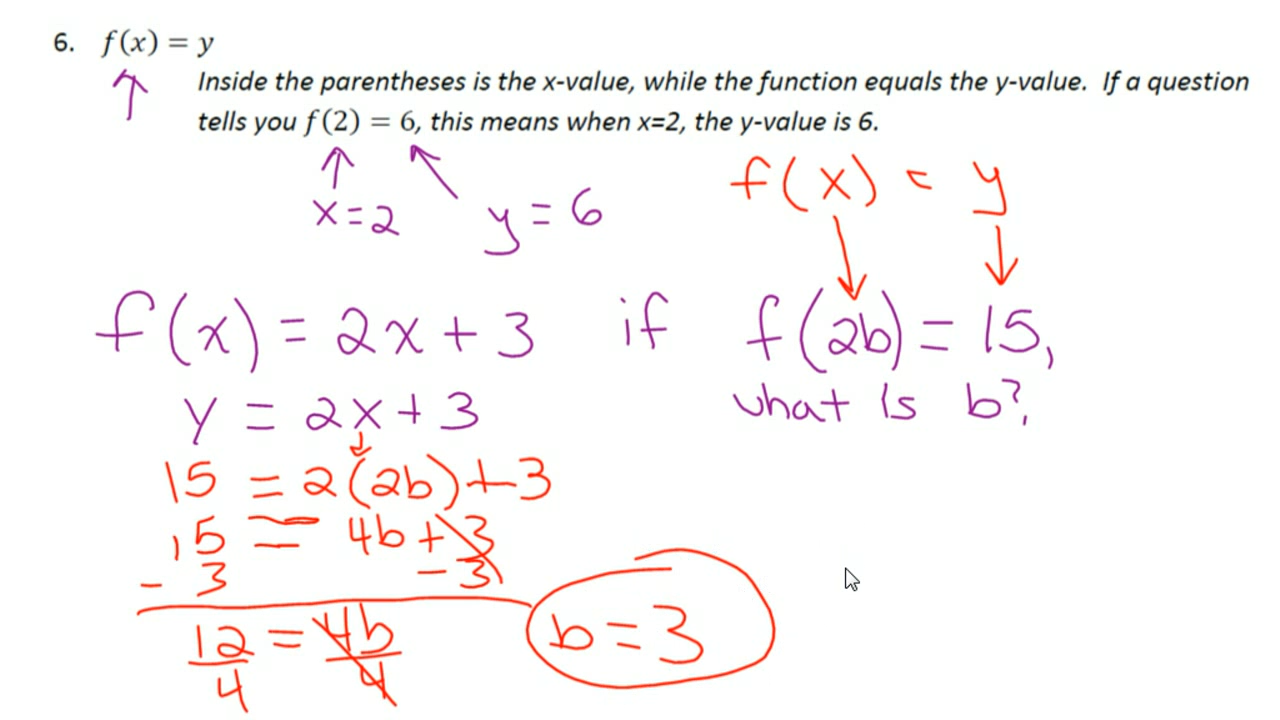 6. f(x) = y
Inside the parentheses is the x-value, while the function equals the y-value. If a question
tells you f(2) = 6, this means when x=2, the y-value is 6.
x=2
y = 6
f(x) = y
f(x) = 2x + 3 if f(2b) = 15,
what is b?,
y = 2x + 3
15 = 2(2b) + 3
15 = 4b + 3
- 3 - 3
12/4 = 4b/4
b = 3